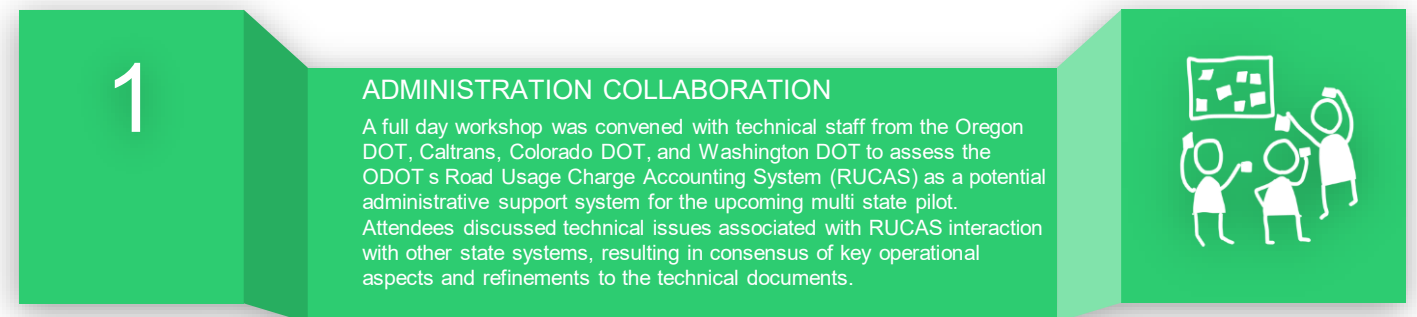 1
ADMINISTRATION COLLABORATION
A full day workshop was convened with technical staff from the Oregon
DOT, Caltrans, Colorado DOT, and Washington DOT to assess the
ODOT s Road Usage Charge Accounting System (RUCAS) as a potential
administrative support system for the upcoming multi state pilot.
Attendees discussed technical issues associated with RUCAS interaction
with other state systems, resulting in consensus of key operational
aspects and refinements to the technical documents.